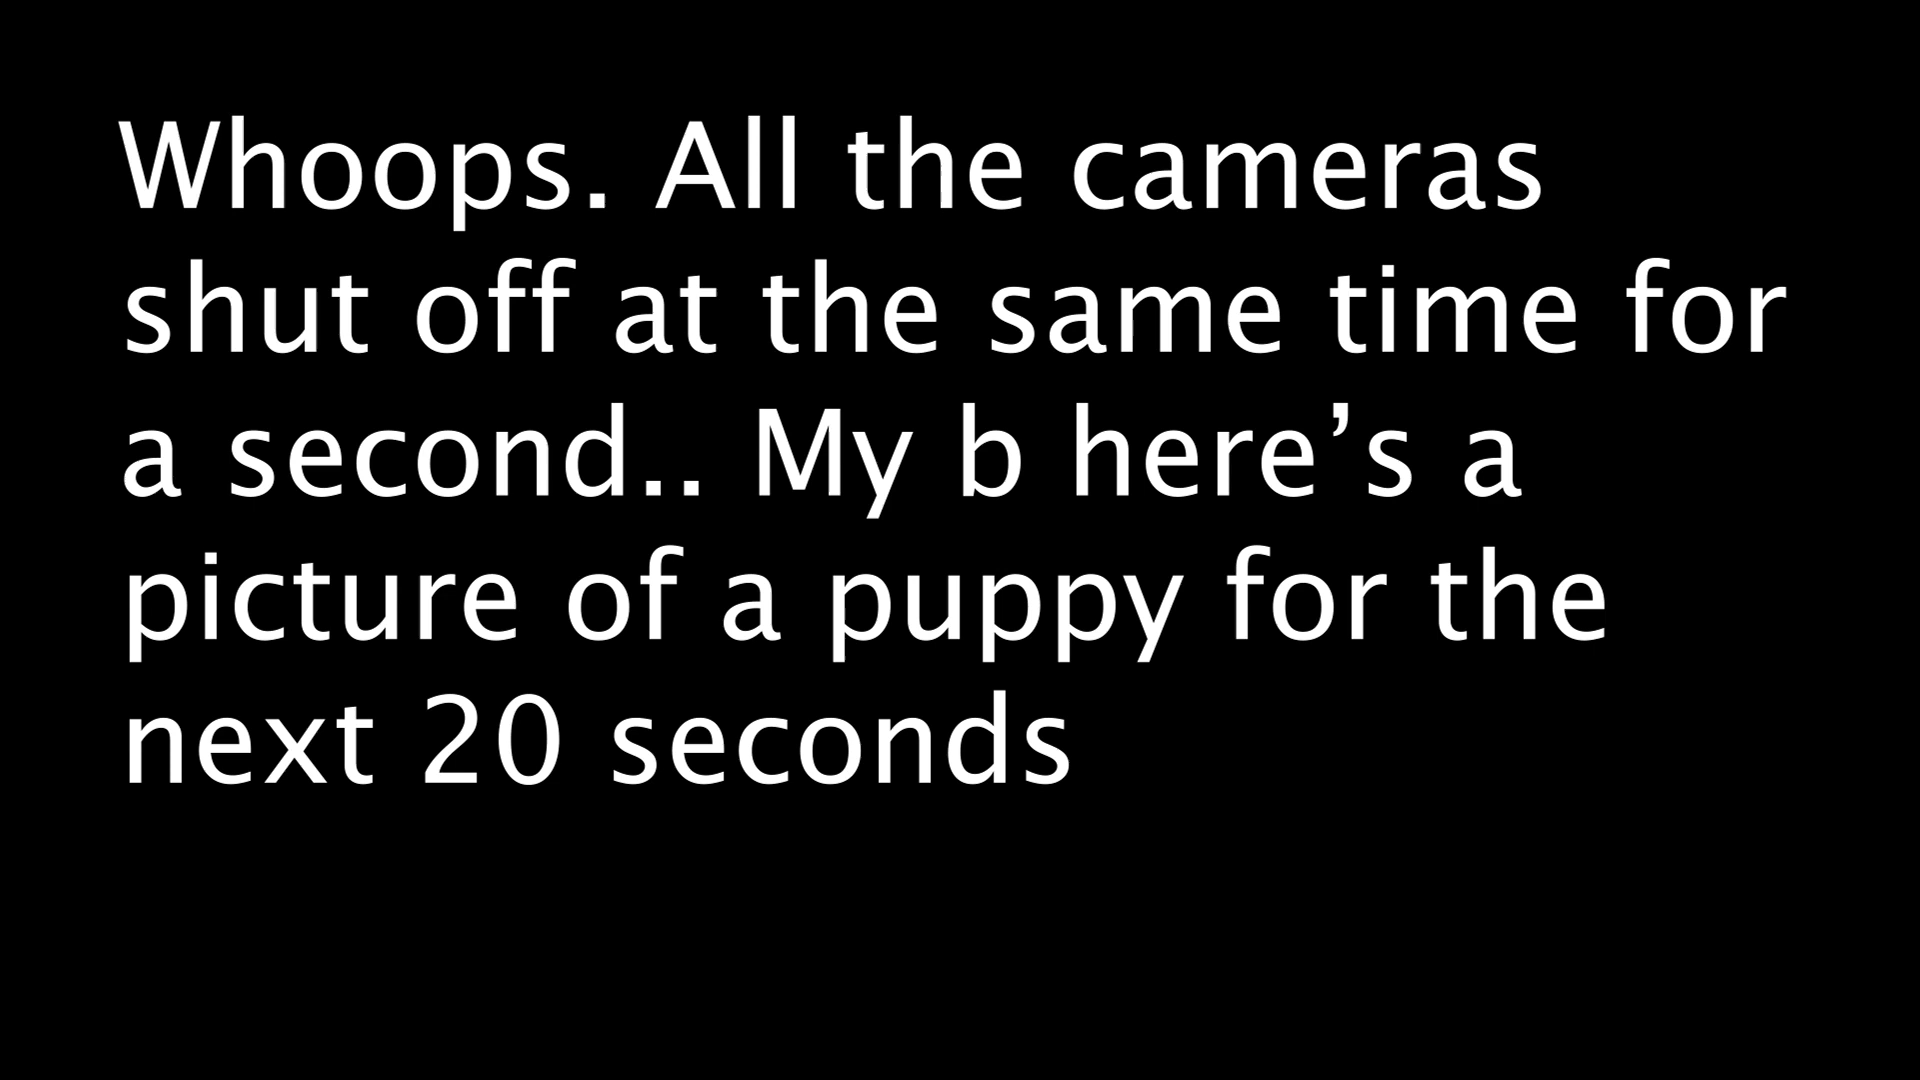 Whoops. All the cameras
shut off at the same time for
a second.. My b here’s a
picture of a puppy for the
next 20 seconds